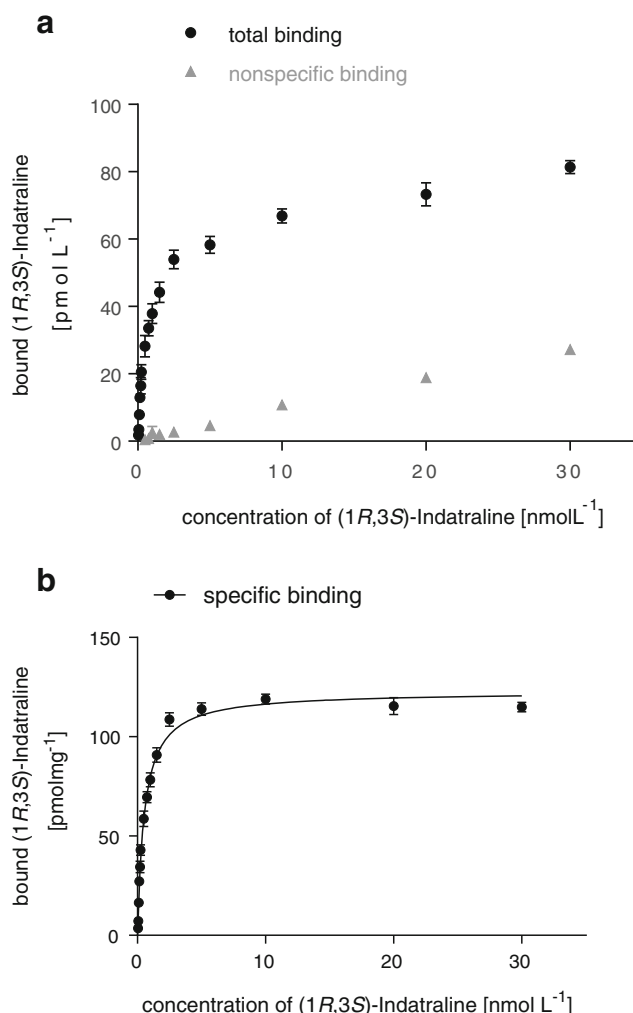 a
total binding
nonspecific binding
100
80
60
40
20
0
0 10 20 30
bound (1R,3S)-Indatraline
[pmol L-1]
concentration of (1R,3S)-Indatraline [nmolL-1]
b
specific binding
150
100
50
0
0 10 20 30
bound (1R,3S)-Indatraline
[pmolmg-1]
concentration of (1R,3S)-Indatraline [nmol L-1]